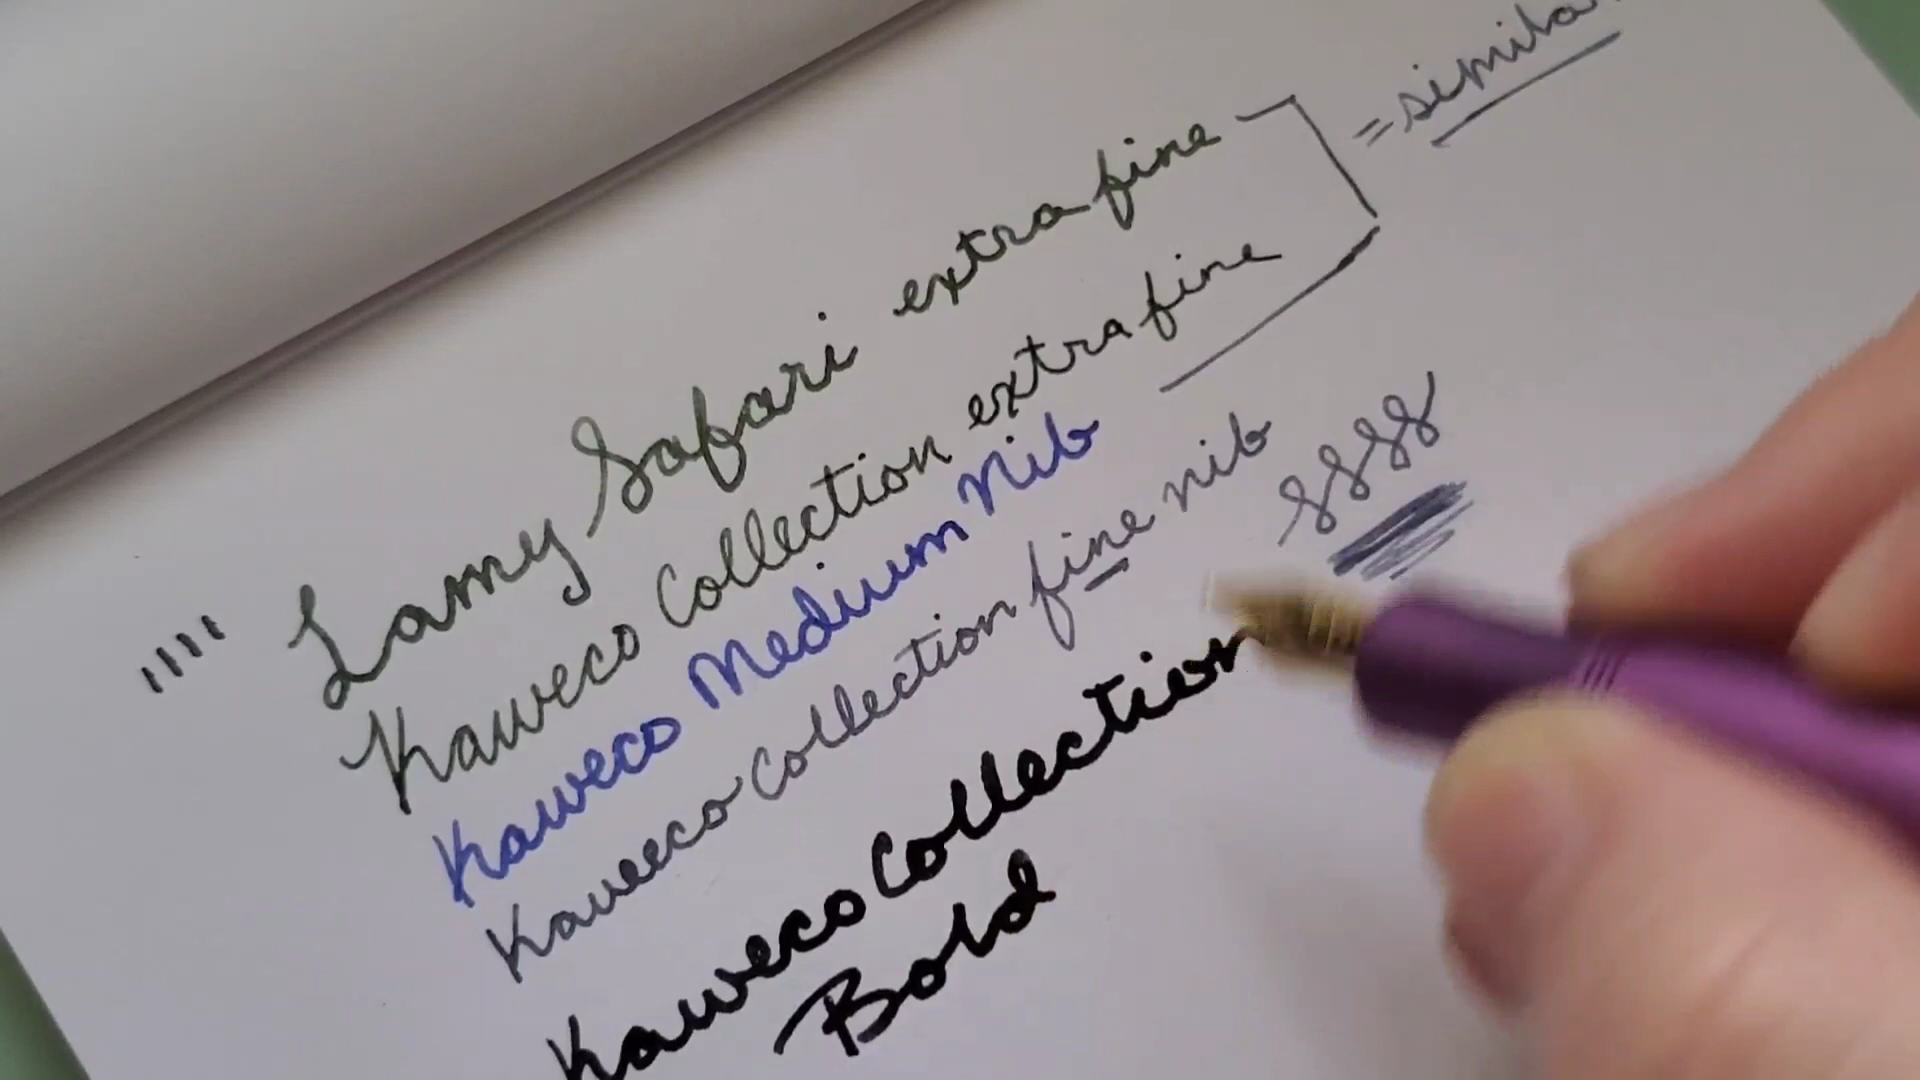 "" Lamy Safari extra fine
= simila
Kaweco Collection extra fine
Kaweco Medium Nib
Kaweco Collection fine nib
SSSS
Kaweco Collection
Bold